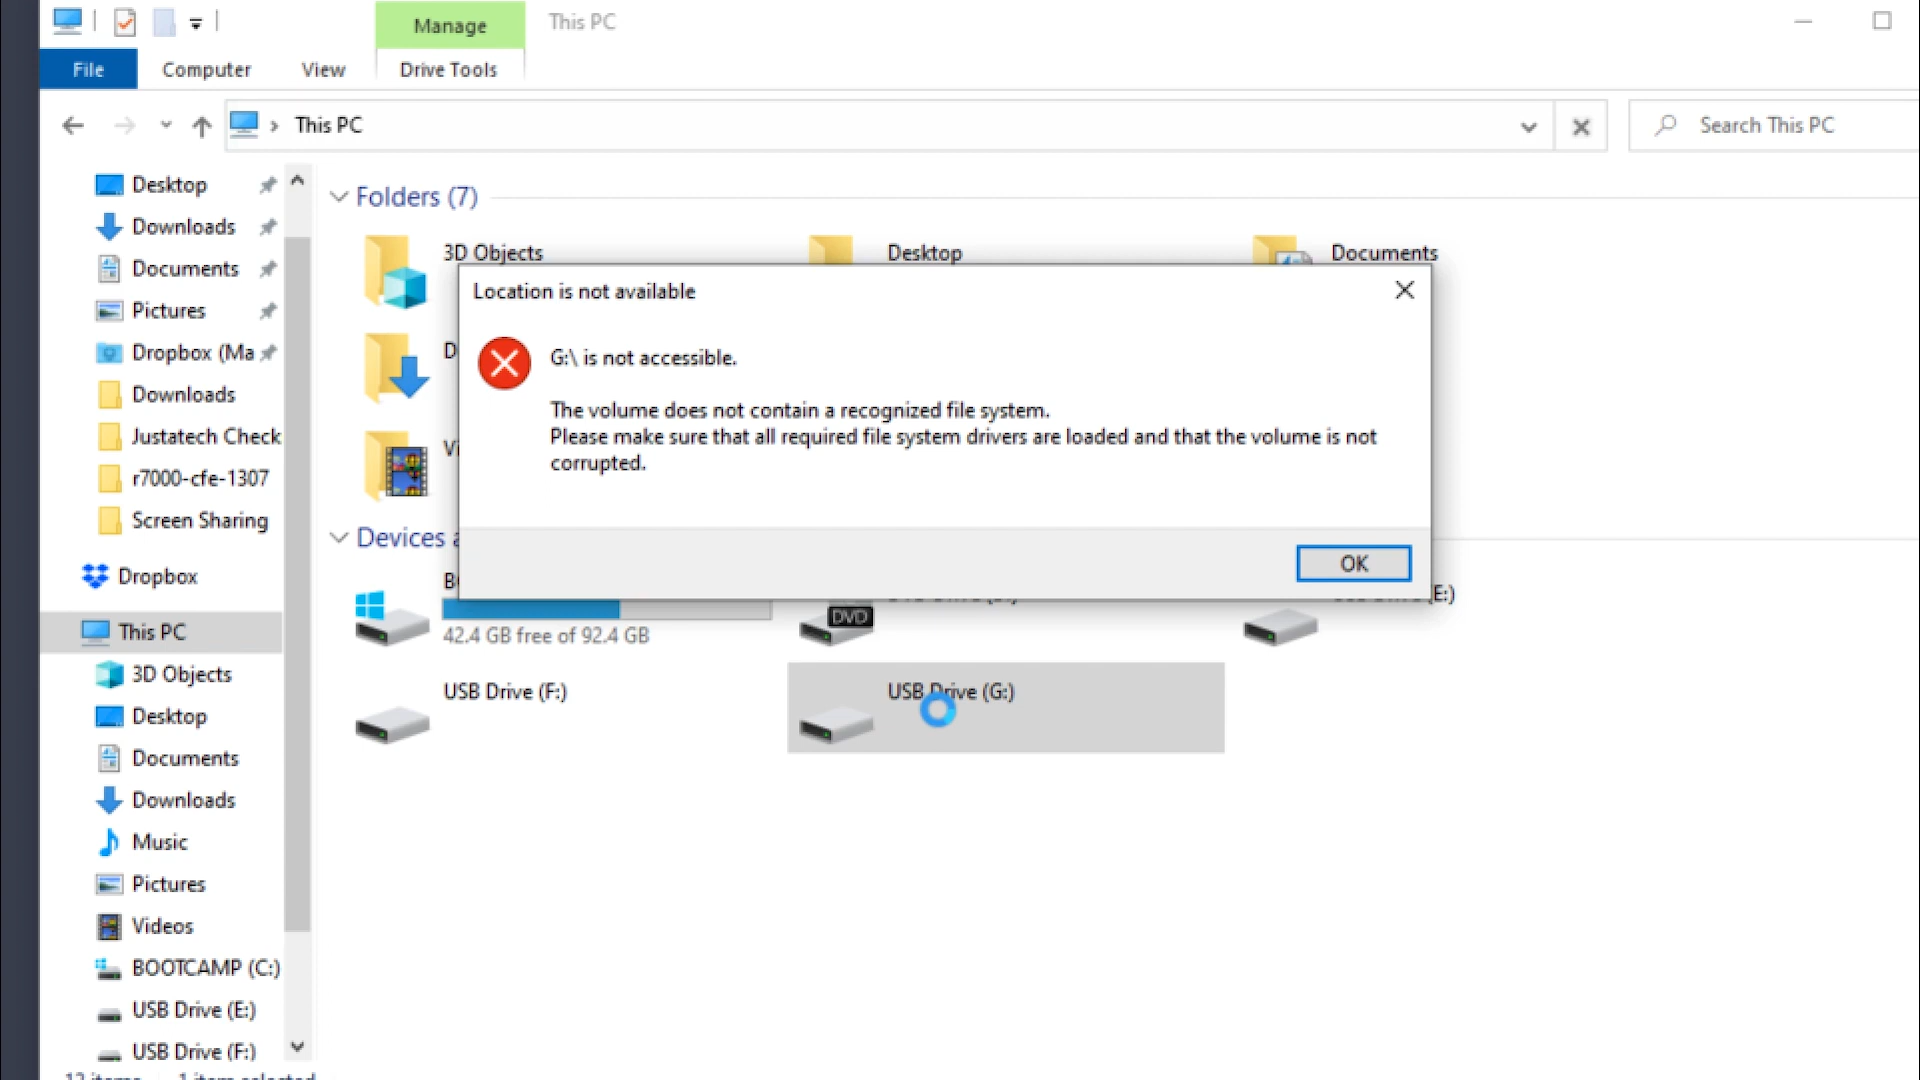 Manage
This PC
File
Computer
View
Drive Tools
This PC
Search This PC
Desktop
Downloads
Documents
Pictures
Dropbox (Ma
Downloads
Justatech Check
r7000-cfe-1307
Screen Sharing
Dropbox
This PC
3D Objects
Desktop
Documents
Downloads
Music
Pictures
Videos
BOOTCAMP (C:)
USB Drive (E:)
USB Drive (F:)
Folders (7)
3D Objects
Desktop
Documents
Location is not available
G:\ is not accessible.
The volume does not contain a recognized file system.
Please make sure that all required file system drivers are loaded and that the volume is not
corrupted.
OK
Devices
DVD
E:)
42.4 GB free of 92.4 GB
USB Drive (F:)
USB Drive (G:)